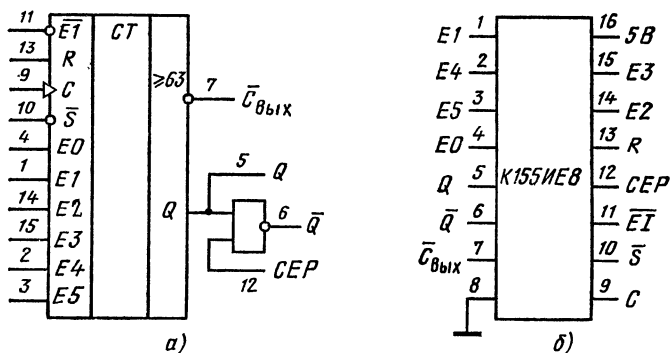 11 E̅1̅ CT
13 R
9 C ≥63 7 C̅вых
10 S̅
4 E0
1 E1 5 Q
14 E2 Q 6 Q̅
15 E3
2 E4 12 CEP
3 E5
а)
E1 1 16 5В
E4 2 15 E3
E5 3 14 E2
E0 4 13 R
Q 5 К155ИЕ8 12 CEP
Q̅ 6 11 E̅I̅
C̅вых 7 10 S̅
8 9 C
б)